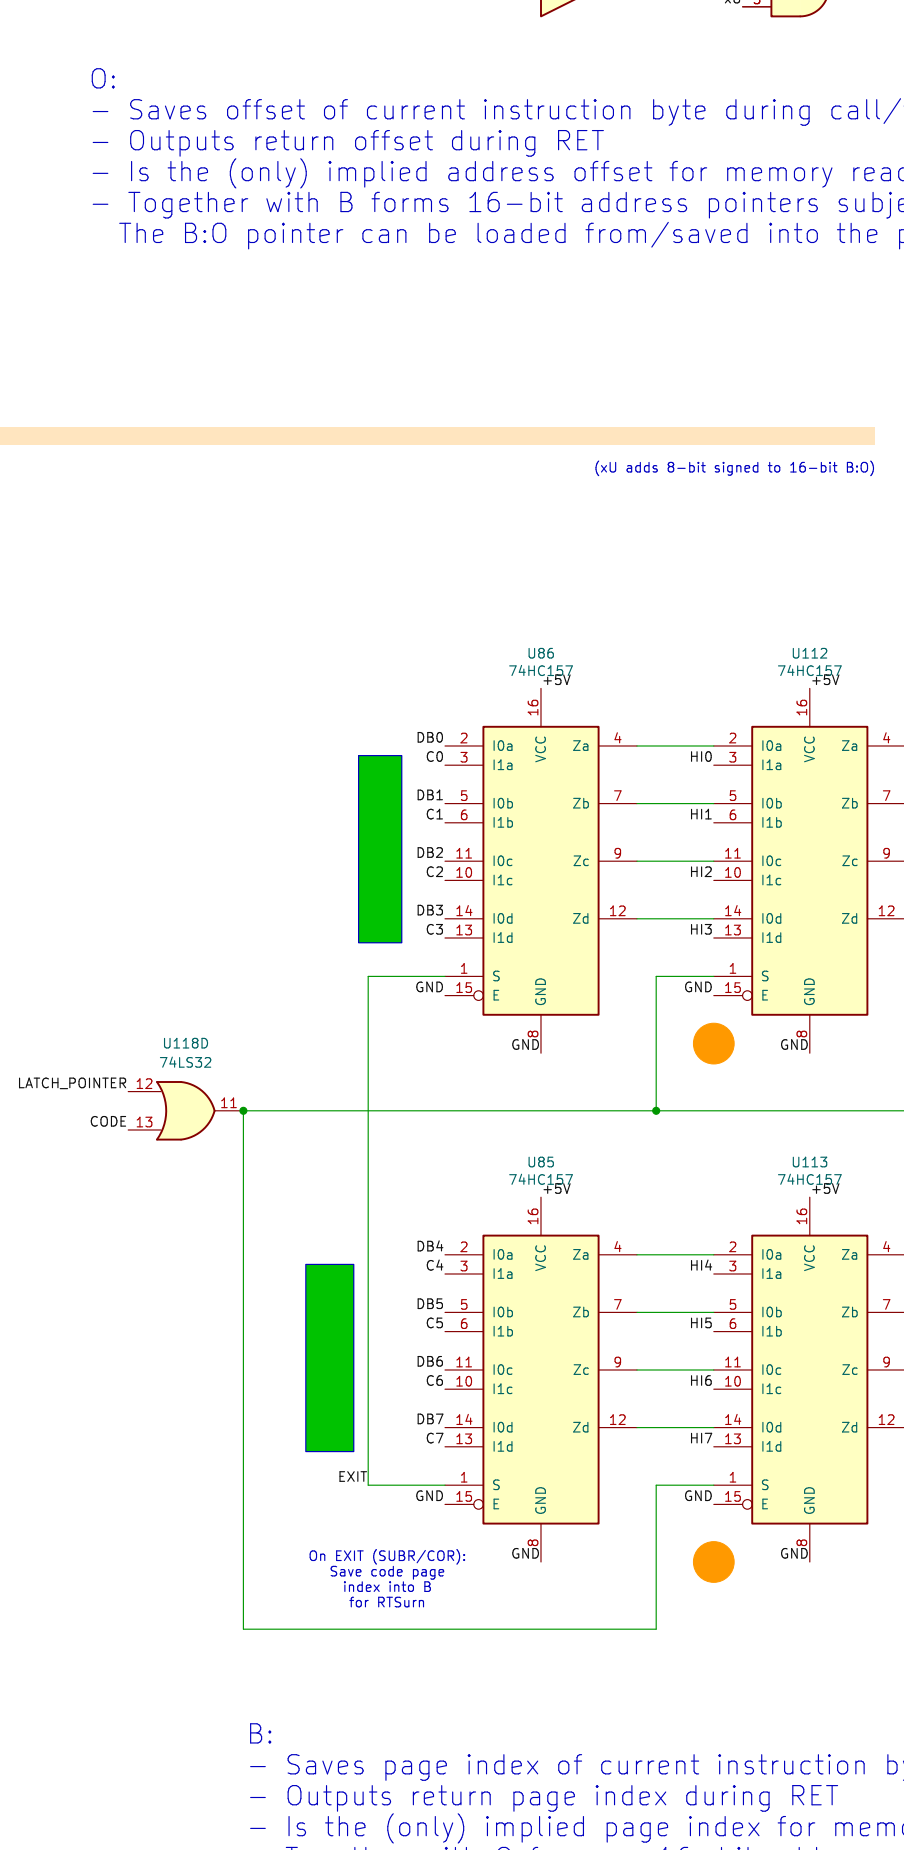 xU 5
O:
- Saves offset of current instruction byte during call/
- Outputs return offset during RET
- Is the (only) implied address offset for memory read
- Together with B forms 16-bit address pointers subje
The B:O pointer can be loaded from/saved into the p
(xU adds 8-bit signed to 16-bit B:O)
U86
74HC157
+5V
16
VCC
DB0 2 I0a Za 4
C0 3 I1a
DB1 5 I0b Zb 7
C1 6 I1b
DB2 11 I0c Zc 9
C2 10 I1c
DB3 14 I0d Zd 12
C3 13 I1d
1 S
GND 15 E
GND
8
GND
U112
74HC157
+5V
16
VCC
2 I0a Za 4
HI0 3 I1a
5 I0b Zb 7
HI1 6 I1b
11 I0c Zc 9
HI2 10 I1c
14 I0d Zd 12
HI3 13 I1d
1 S
GND 15 E
GND
8
GND
U118D
74LS32
LATCH_POINTER 12
11
CODE 13
U85
74HC157
+5V
16
VCC
DB4 2 I0a Za 4
C4 3 I1a
DB5 5 I0b Zb 7
C5 6 I1b
DB6 11 I0c Zc 9
C6 10 I1c
DB7 14 I0d Zd 12
C7 13 I1d
EXIT 1 S
GND 15 E
GND
8
GND
U113
74HC157
+5V
16
VCC
2 I0a Za 4
HI4 3 I1a
5 I0b Zb 7
HI5 6 I1b
11 I0c Zc 9
HI6 10 I1c
14 I0d Zd 12
HI7 13 I1d
1 S
GND 15 E
GND
8
GND
On EXIT (SUBR/COR):
Save code page
index into B
for RTSurn
B:
- Saves page index of current instruction by
- Outputs return page index during RET
- Is the (only) implied page index for memo